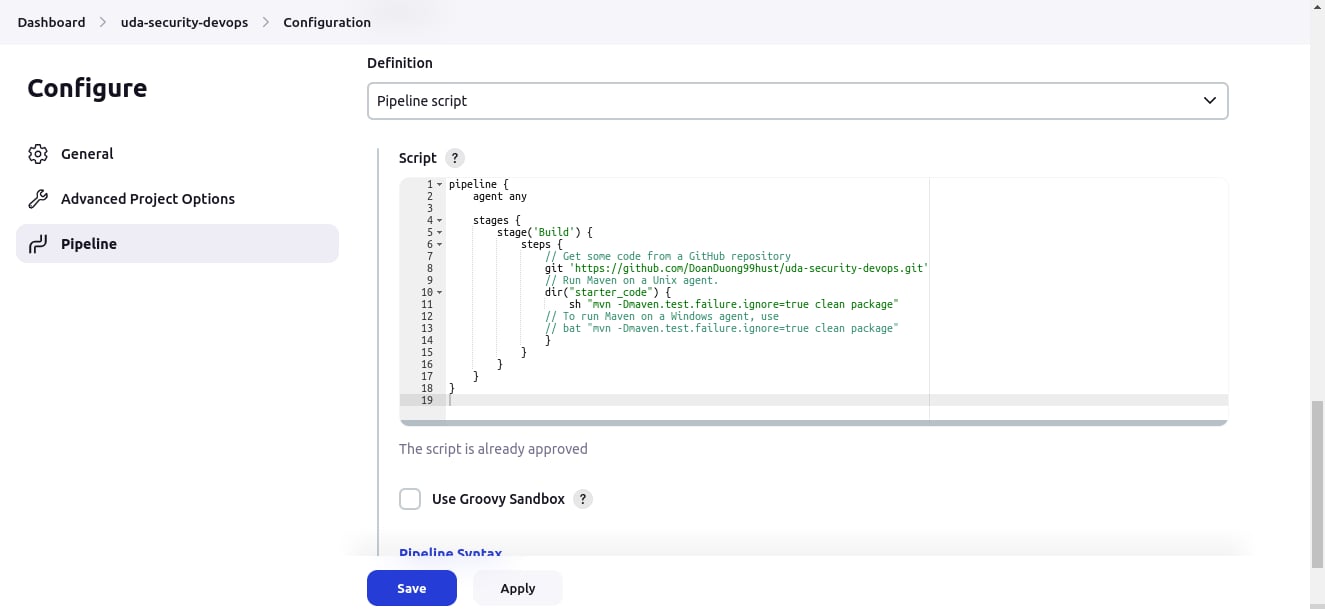 Dashboard > uda-security-devops > Configuration
Configure
General
Advanced Project Options
Pipeline
Definition
Pipeline script
Script ?
1 pipeline {
2     agent any
3
4     stages {
5         stage('Build') {
6             steps {
7                 // Get some code from a GitHub repository
8                 git 'https://github.com/DoanDuong99hust/uda-security-devops.git'
9                 // Run Maven on a Unix agent.
10                 dir("starter_code") {
11                     sh "mvn -Dmaven.test.failure.ignore=true clean package"
12                 // To run Maven on a Windows agent, use
13                 // bat "mvn -Dmaven.test.failure.ignore=true clean package"
14                 }
15             }
16         }
17     }
18 }
19
The script is already approved
Use Groovy Sandbox ?
Pipeline Syntax
Save
Apply